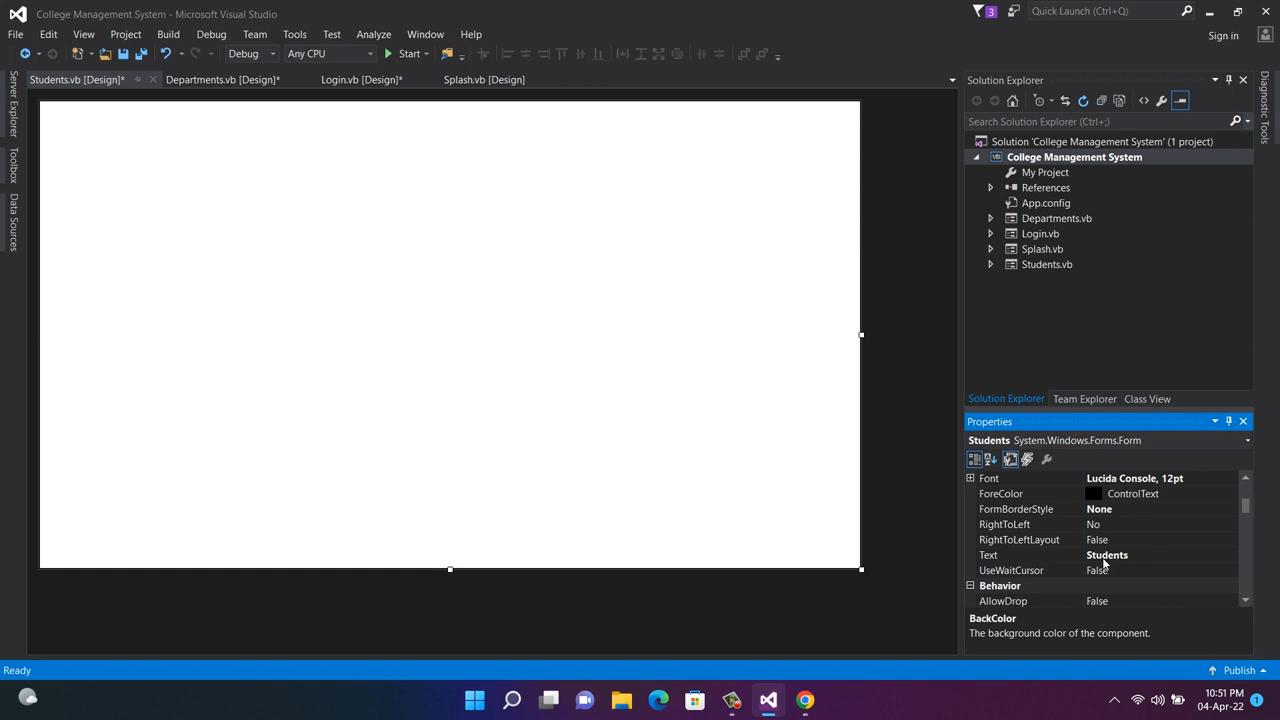 College Management System - Microsoft Visual Studio
3
Quick Launch (Ctrl+;)
File Edit View Project Build Debug Team Tools Test Analyze Window Help
Sign in
Debug Any CPU Start
Students.vb [Design]* Departments.vb [Design]* Login.vb [Design]* Splash.vb [Design]
Server Explorer
Toolbox
Data Sources
Solution Explorer
Search Solution Explorer (Ctrl+;)
Solution 'College Management System' (1 project)
VB College Management System
My Project
References
App.config
Departments.vb
Login.vb
Splash.vb
Students.vb
Diagnostic Tools
Solution Explorer Team Explorer Class View
Properties
Students System.Windows.Forms.Form
Font Lucida Console, 12pt
ForeColor ControlText
FormBorderStyle None
RightToLeft No
RightToLeftLayout False
Text Students
UseWaitCursor False
Behavior
AllowDrop False
BackColor
The background color of the component.
Ready
Publish
10:51 PM
04-Apr-22
1